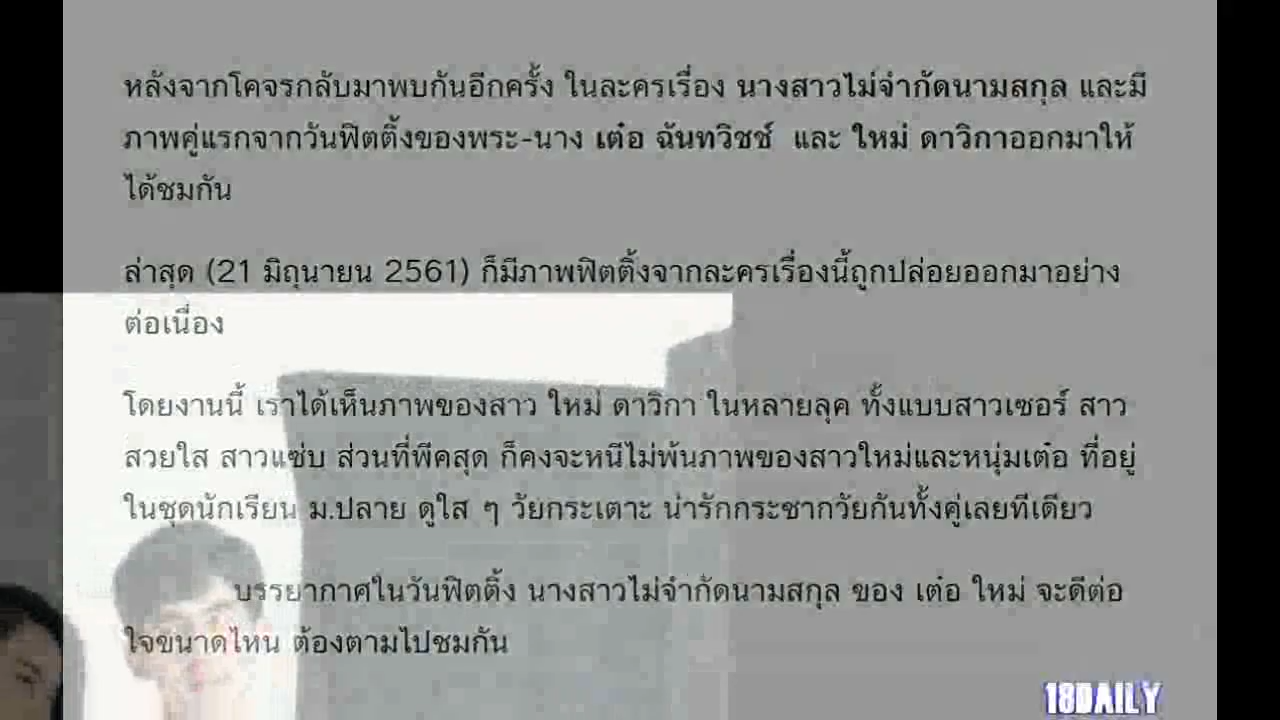 หลังจากโคจรกลับมาพบกันอีกครั้ง ในละครเรื่อง นางสาวไม่จำกัดนามสกุล และมี
ภาพคู่แรกจากวันฟิตติ้งของพระ-นาง เต๋อ ฉันทวิชช์ และ ใหม่ ดาวิกาออกมาให้
ได้ชมกัน
ล่าสุด (21 มิถุนายน 2561) ก็มีภาพฟิตติ้งจากละครเรื่องนี้ถูกปล่อยออกมาอย่าง
ต่อเนื่อง
โดยงานนี้ เราได้เห็นภาพของสาว ใหม่ ดาวิกา ในหลายลุค ทั้งแบบสาวเซอร์ สาว
สวยใส สาวแซ่บ ส่วนที่พีคสุด ก็คงจะหนีไม่พ้นภาพของสาวใหม่และหนุ่มเต๋อ ที่อยู่
ในชุดนักเรียน ม.ปลาย ดูใส ๆ วัยกระเตาะ น่ารักกระชากวัยกันทั้งคู่เลยทีเดียว
บรรยากาศในวันฟิตติ้ง นางสาวไม่จำกัดนามสกุล ของ เต๋อ ใหม่ จะดีต่อ
ใจขนาดไหน ต้องตามไปชมกัน
18DAILY